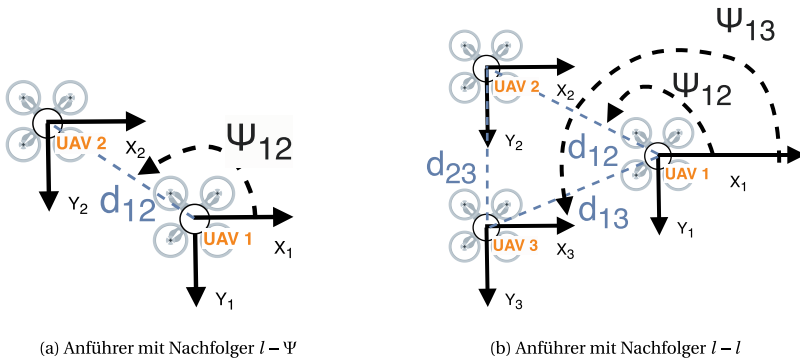 Ψ12
X2
UAV 2
Y2
d12
UAV 1
X1
Y1
(a) Anführer mit Nachfolger l – Ψ
Ψ13
Ψ12
X2
UAV 2
Y2
d12
UAV 1
X1
d23
d13
Y1
UAV 3
X3
Y3
(b) Anführer mit Nachfolger l – l